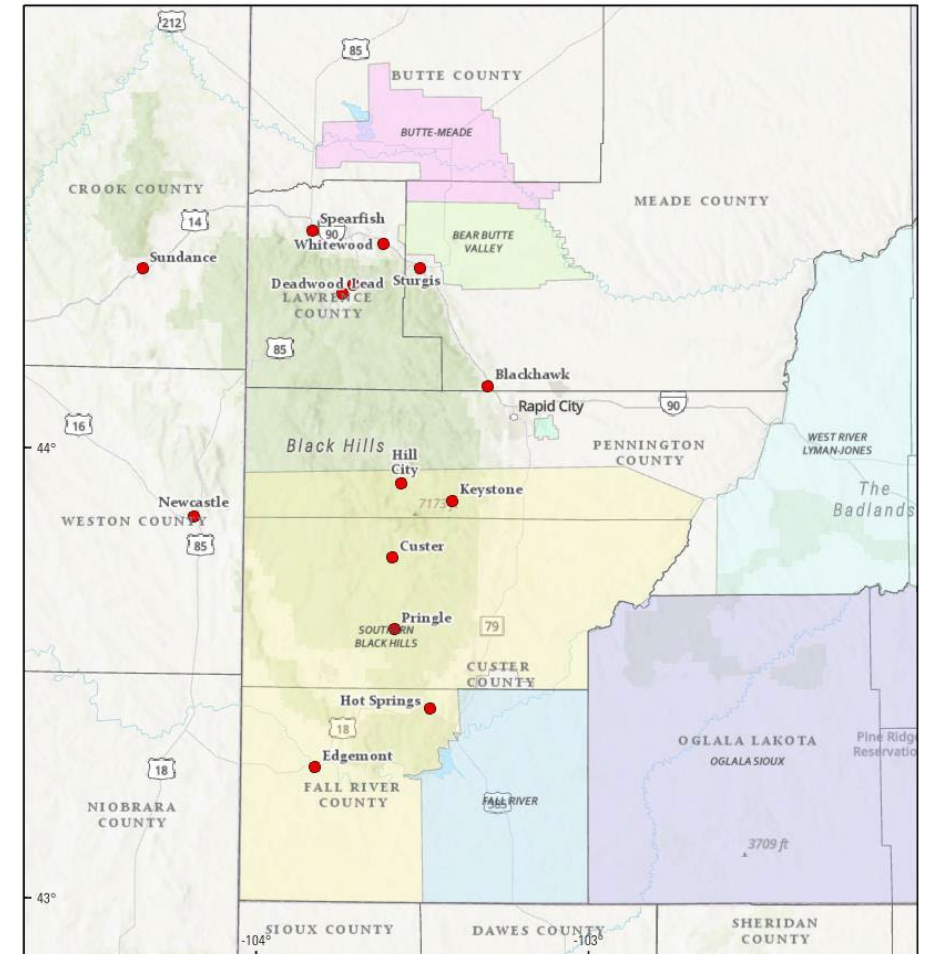 212
85
BUTTE COUNTY
BUTTE-MEADE
CROOK COUNTY
MEADE COUNTY
14
Spearfish
90
Whitewood
BEAR BUTTE
VALLEY
Sundance
Deadwood Lead
Sturgis
LAWRENCE
COUNTY
85
Blackhawk
Rapid City
90
16
44°
Black Hills
PENNINGTON
COUNTY
WEST RIVER
LYMAN-JONES
Hill
City
Keystone
7173
The
Badlands
Newcastle
WESTON COUNTY
85
Custer
Pringle
SOUTHERN
BLACK HILLS
79
CUSTER
COUNTY
Hot Springs
18
OGLALA LAKOTA
OGLALA SIOUX
Pine Ridge
Reservatio
Edgemont
18
FALL RIVER
COUNTY
FALL RIVER
385
NIOBRARA
COUNTY
3709 ft
43°
SIOUX COUNTY
DAWES COUNTY
SHERIDAN
COUNTY
-104°
-103°